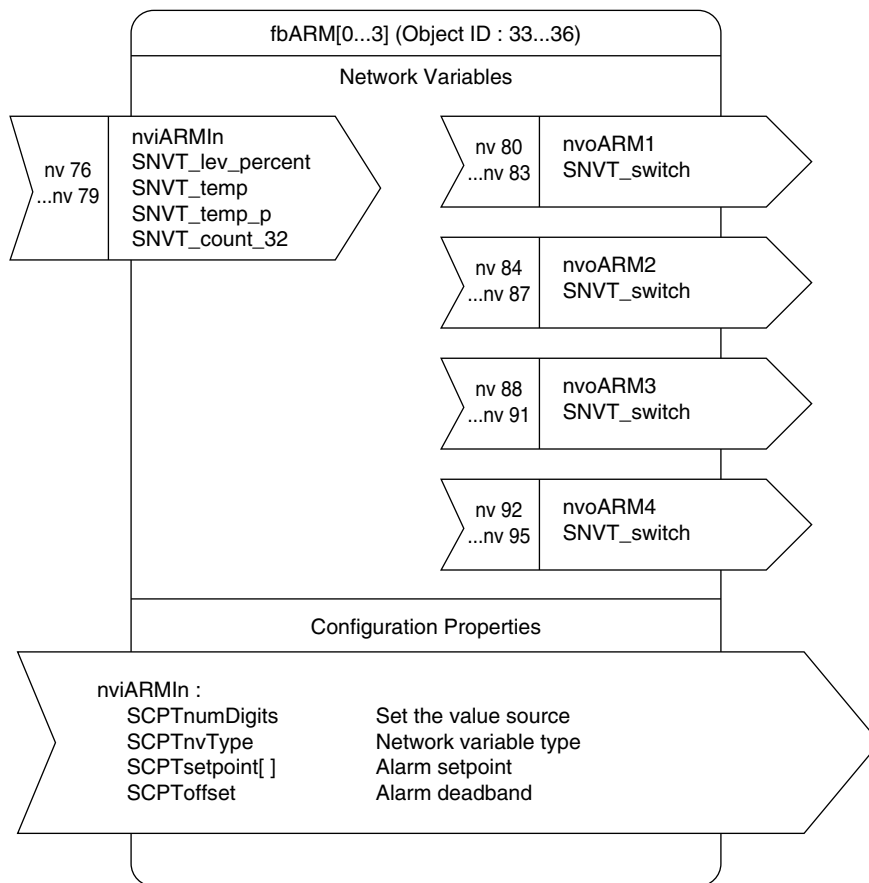 fbARM[0...3] (Object ID : 33...36)
Network Variables
nv 76
...nv 79
nviARMIn
SNVT_lev_percent
SNVT_temp
SNVT_temp_p
SNVT_count_32
nv 80
...nv 83
nvoARM1
SNVT_switch
nv 84
...nv 87
nvoARM2
SNVT_switch
nv 88
...nv 91
nvoARM3
SNVT_switch
nv 92
...nv 95
nvoARM4
SNVT_switch
Configuration Properties
nviARMIn :
SCPTnumDigits Set the value source
SCPTnvType Network variable type
SCPTsetpoint[ ] Alarm setpoint
SCPToffset Alarm deadband